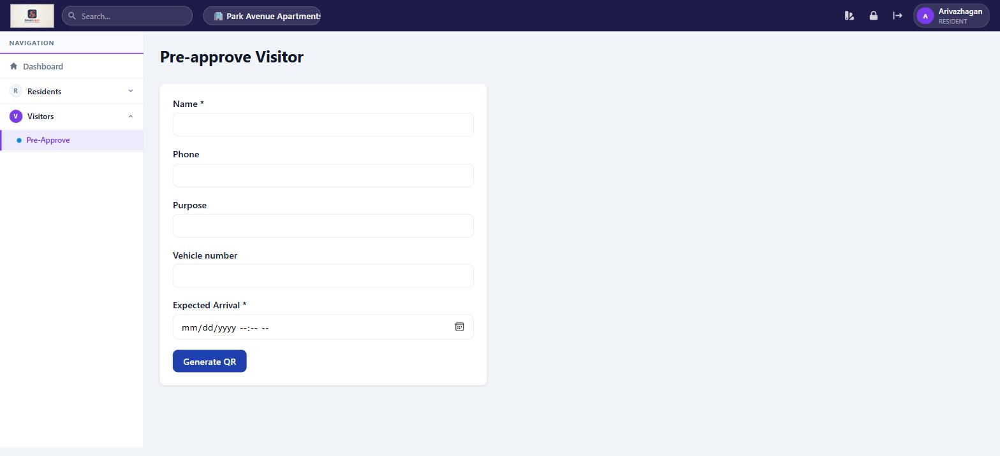 SmartAppt
Search...
Park Avenue Apartments
Arivazhagan
RESIDENT
A
NAVIGATION
Dashboard
R Residents
V Visitors
Pre-Approve
Pre-approve Visitor
Name *
Phone
Purpose
Vehicle number
Expected Arrival *
mm/dd/yyyy --:-- --
Generate QR